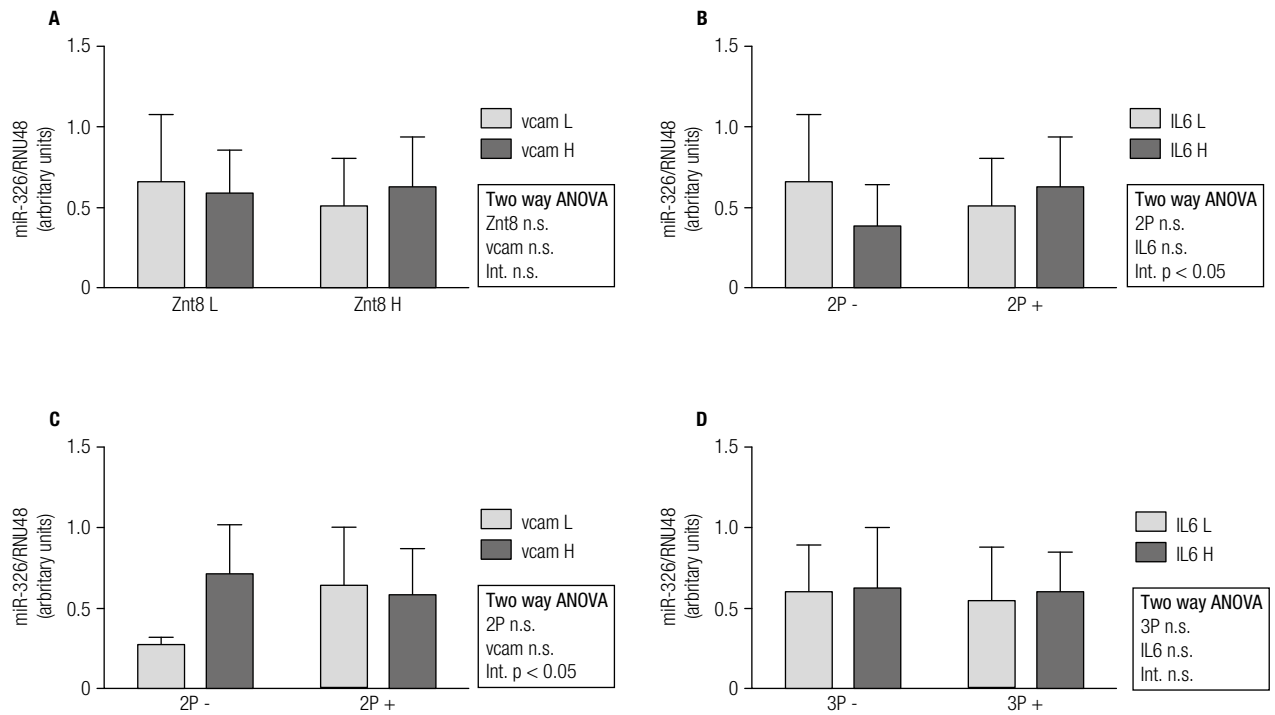 A
1.5
1.0
0.5
0
miR-326/RNU48
(arbritary units)
Znt8 L
Znt8 H
vcam L
vcam H
Two way ANOVA
Znt8 n.s.
vcam n.s.
Int. n.s.
B
1.5
1.0
0.5
0
miR-326/RNU48
(arbritary units)
2P -
2P +
IL6 L
IL6 H
Two way ANOVA
2P n.s.
IL6 n.s.
Int. p < 0.05
C
1.5
1.0
0.5
0
miR-326/RNU48
(arbritary units)
2P -
2P +
vcam L
vcam H
Two way ANOVA
2P n.s.
vcam n.s.
Int. p < 0.05
D
1.5
1.0
0.5
0
miR-326/RNU48
(arbritary units)
3P -
3P +
IL6 L
IL6 H
Two way ANOVA
3P n.s.
IL6 n.s.
Int. n.s.